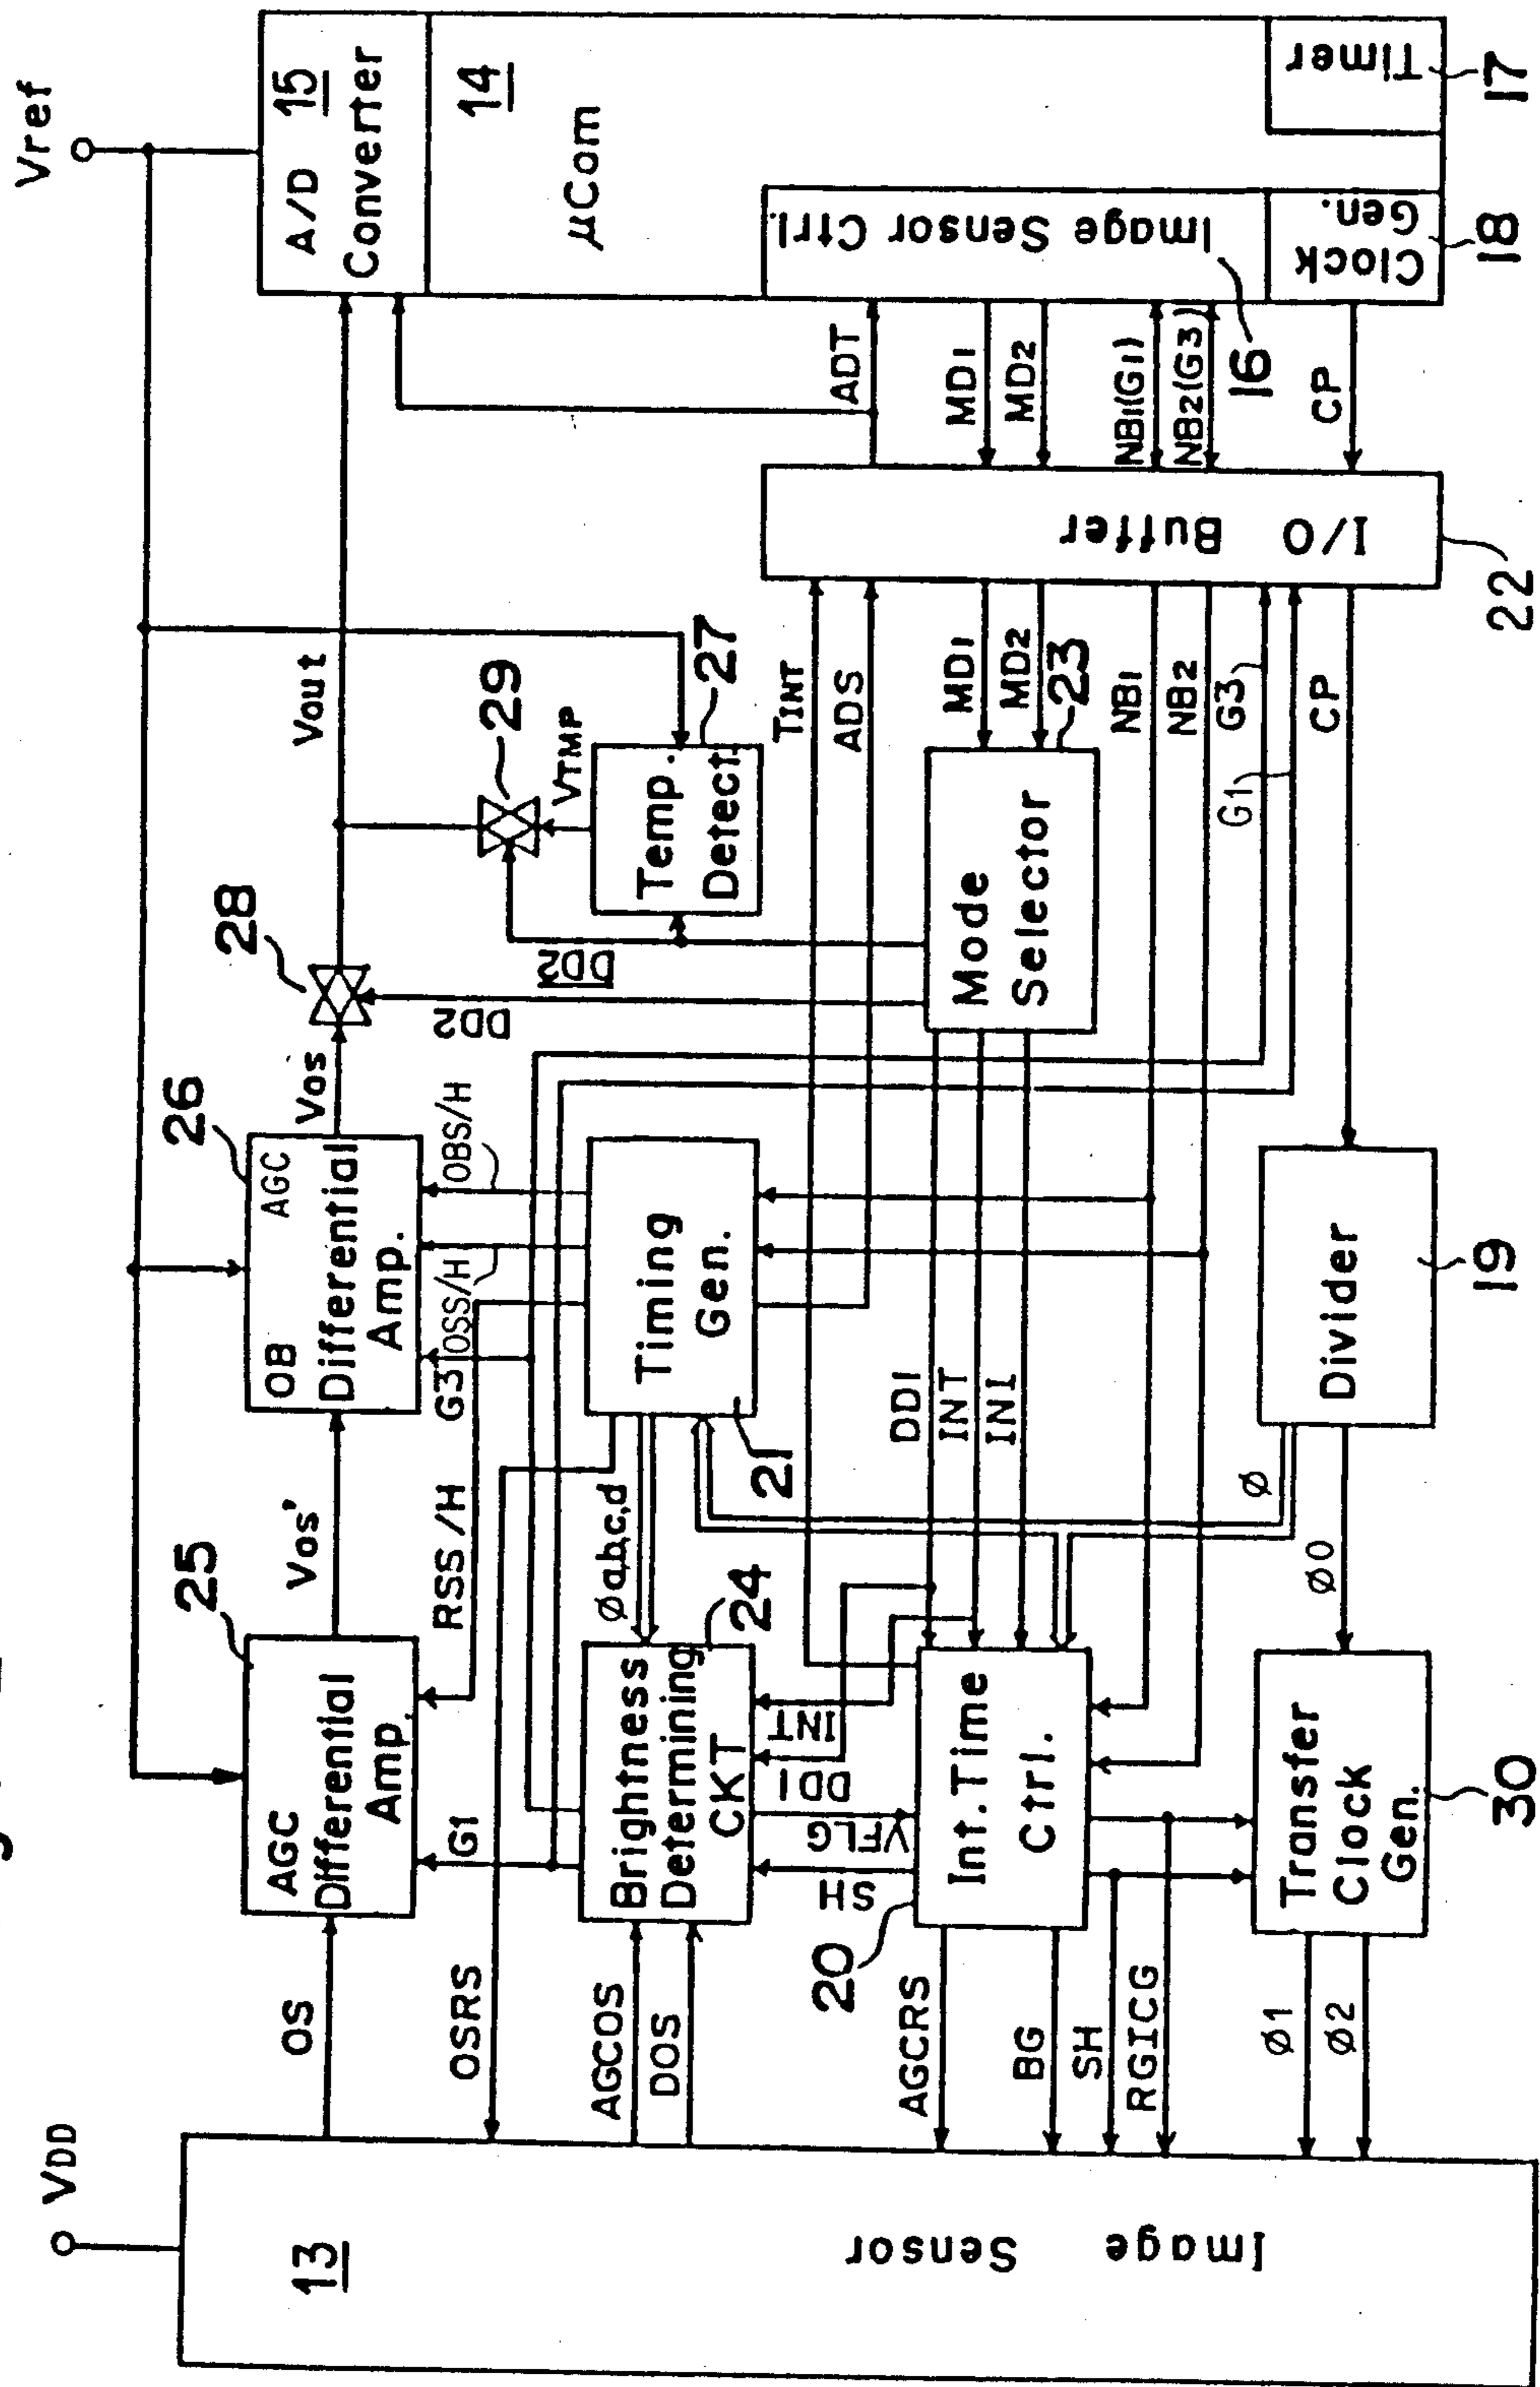 VDD
13
Image Sensor
OS
OSRS
AGCOS
DOS
AGCRS
BG
SH
RGICG
Ø1
Ø2
25
AGC
Differential
Amp.
Vos'
G1
RSS/H
24
Brightness
Determining
CKT
Øa,b,c,d
SH
VFLG
DD1
INT
20
Int. Time
Ctrl.
30
Transfer
Clock
Gen.
Ø0
Ø
26
OB AGC
Differential
Amp.
Vos
G3
OSS/H
OBS/H
21
Timing
Gen.
DD1
INT
INI
19
Divider
28
DD2
DD2
29
VTMP
27
Temp.
Detect.
Vout
23
Mode
Selector
TINT
ADS
MD1
MD2
NB1
NB2
G3
G1
CP
22
I/O Buffer
ADT
MD1
MD2
NB1(G1)
NB2(G3)
CP
Vref
A/D 15
Converter
14
µCom
16
Image Sensor Ctrl.
18
Clock
Gen.
17
Timer